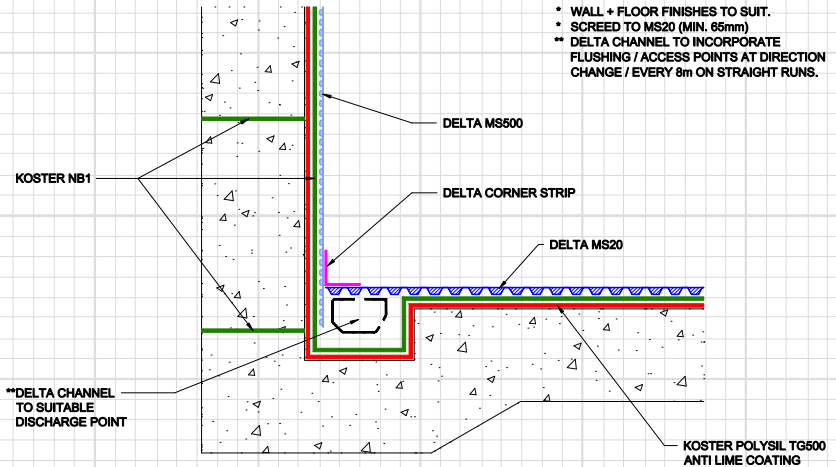 * WALL + FLOOR FINISHES TO SUIT.
* SCREED TO MS20 (MIN. 65mm)
** DELTA CHANNEL TO INCORPORATE
FLUSHING / ACCESS POINTS AT DIRECTION
CHANGE / EVERY 8m ON STRAIGHT RUNS.
DELTA MS500
KOSTER NB1
DELTA CORNER STRIP
DELTA MS20
**DELTA CHANNEL
TO SUITABLE
DISCHARGE POINT
KOSTER POLYSIL TG500
ANTI LIME COATING